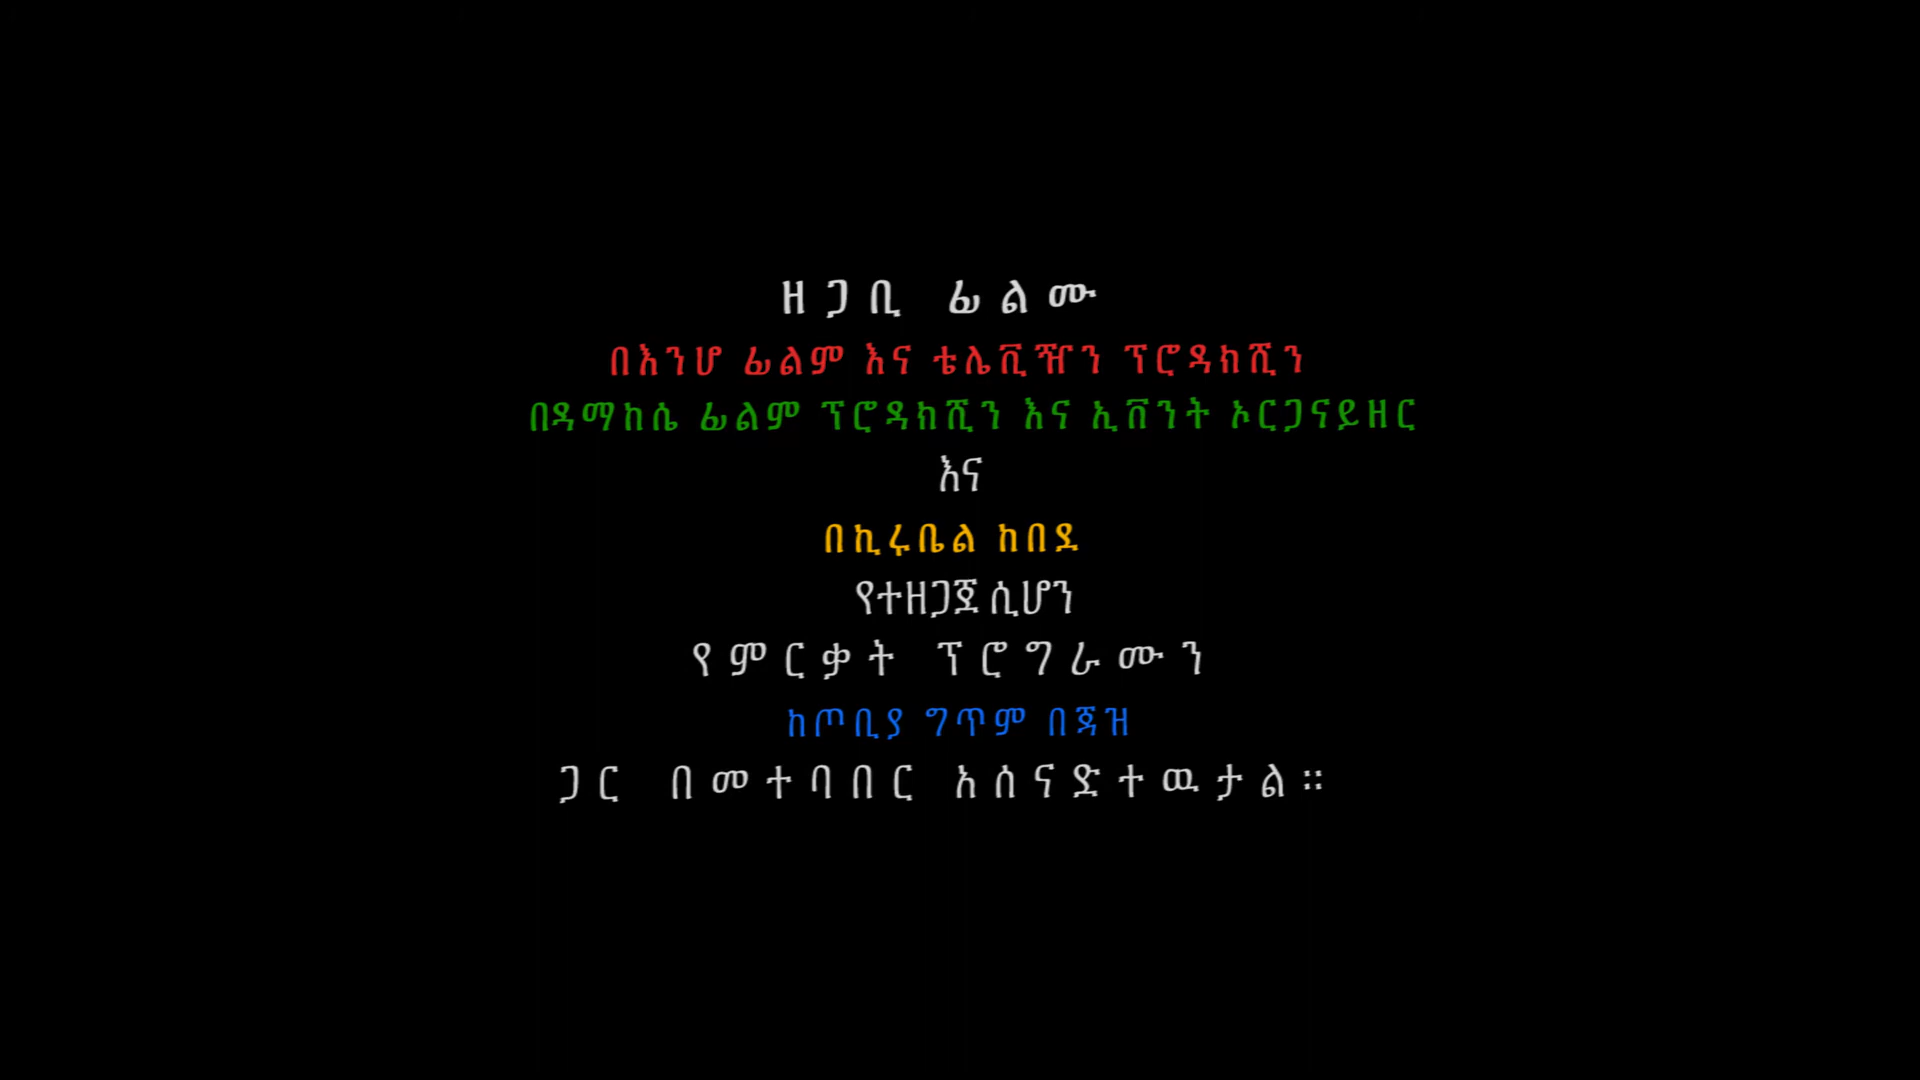 ዘጋቢ ፊልሙ
በእንሆ ፊልም እና ቴሌቪዥን ፕሮዳክሺን
በዳማከሴ ፊልም ፕሮዳክሺን እና ኢቨንት ኦርጋናይዘር
እና
በኪሩቤል ከበደ
የተዘጋጀ ሲሆን
የምርቃት ፕሮግራሙን
ከጦቢያ ግጥም በጃዝ
ጋር በመተባበር አሰናድተዉታል።